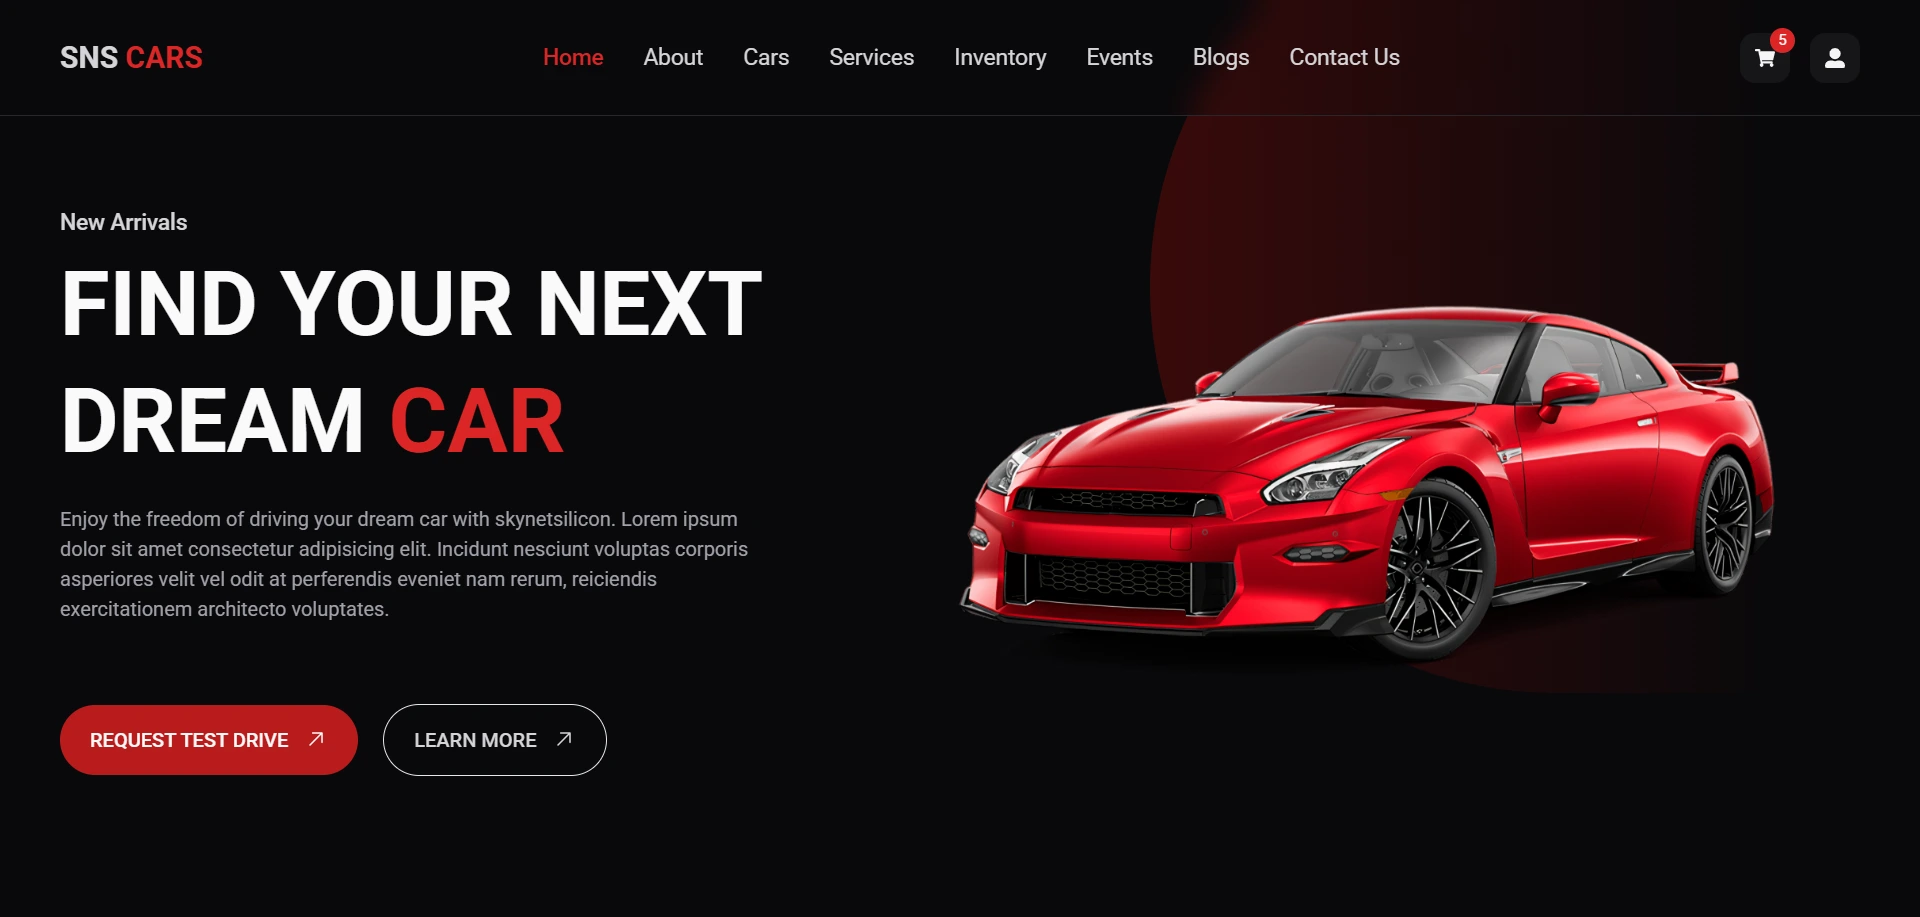 SNS CARS
Home About Cars Services Inventory Events Blogs Contact Us
5
New Arrivals
FIND YOUR NEXT
DREAM CAR
Enjoy the freedom of driving your dream car with skynetsilicon. Lorem ipsum
dolor sit amet consectetur adipisicing elit. Incidunt nesciunt voluptas corporis
asperiores velit vel odit at perferendis eveniet nam rerum, reiciendis
exercitationem architecto voluptates.
REQUEST TEST DRIVE
LEARN MORE